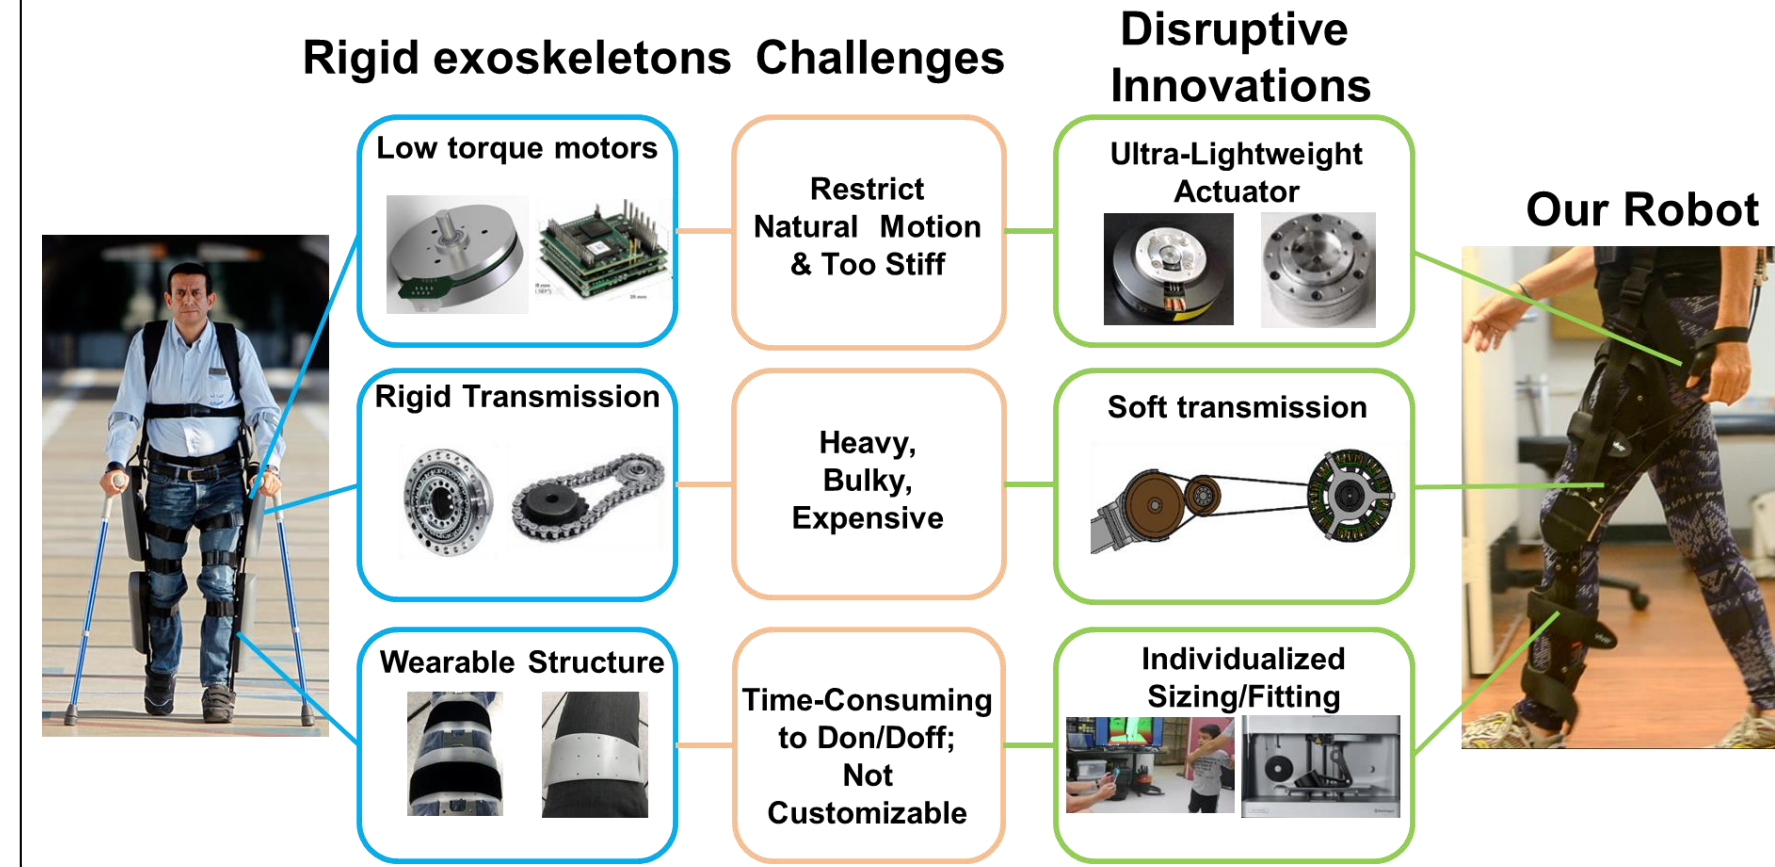 Rigid exoskeletons Challenges
Disruptive
Innovations
Low torque motors
Restrict
Natural Motion
& Too Stiff
Ultra-Lightweight
Actuator
Our Robot
Rigid Transmission
Heavy,
Bulky,
Expensive
Soft transmission
Wearable Structure
Time-Consuming
to Don/Doff;
Not
Customizable
Individualized
Sizing/Fitting